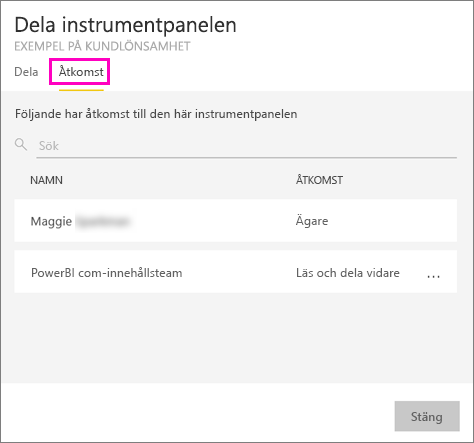 Dela instrumentpanelen
EXEMPEL PÅ KUNDLÖNSAMHET
Dela Åtkomst
Följande har åtkomst till den här instrumentpanelen
Sök
NAMN ÅTKOMST
Maggie Ägare
PowerBI com-innehållsteam Läs och dela vidare ...
Stäng